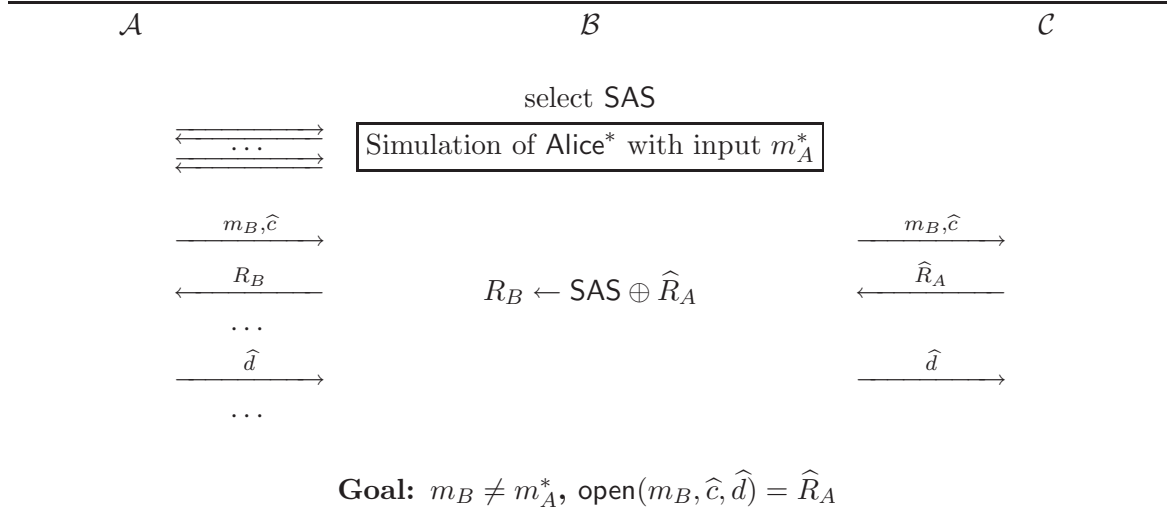 𝒜 ℬ 𝒞
select SAS
... Simulation of Alice* with input m*_A
m_B,ĉ m_B,ĉ
R_B R_B ← SAS ⊕ R̂_A R̂_A
...
d̂ d̂
...
Goal: m_B ≠ m*_A, open(m_B, ĉ, d̂) = R̂_A